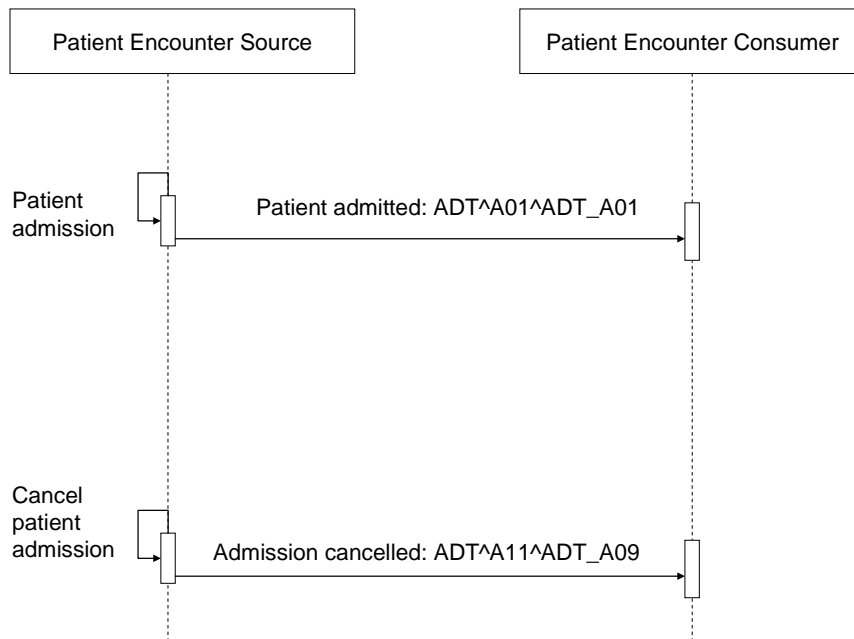 Patient Encounter Source
Patient Encounter Consumer
Patient
admission
Patient admitted: ADT^A01^ADT_A01
Cancel
patient
admission
Admission cancelled: ADT^A11^ADT_A09